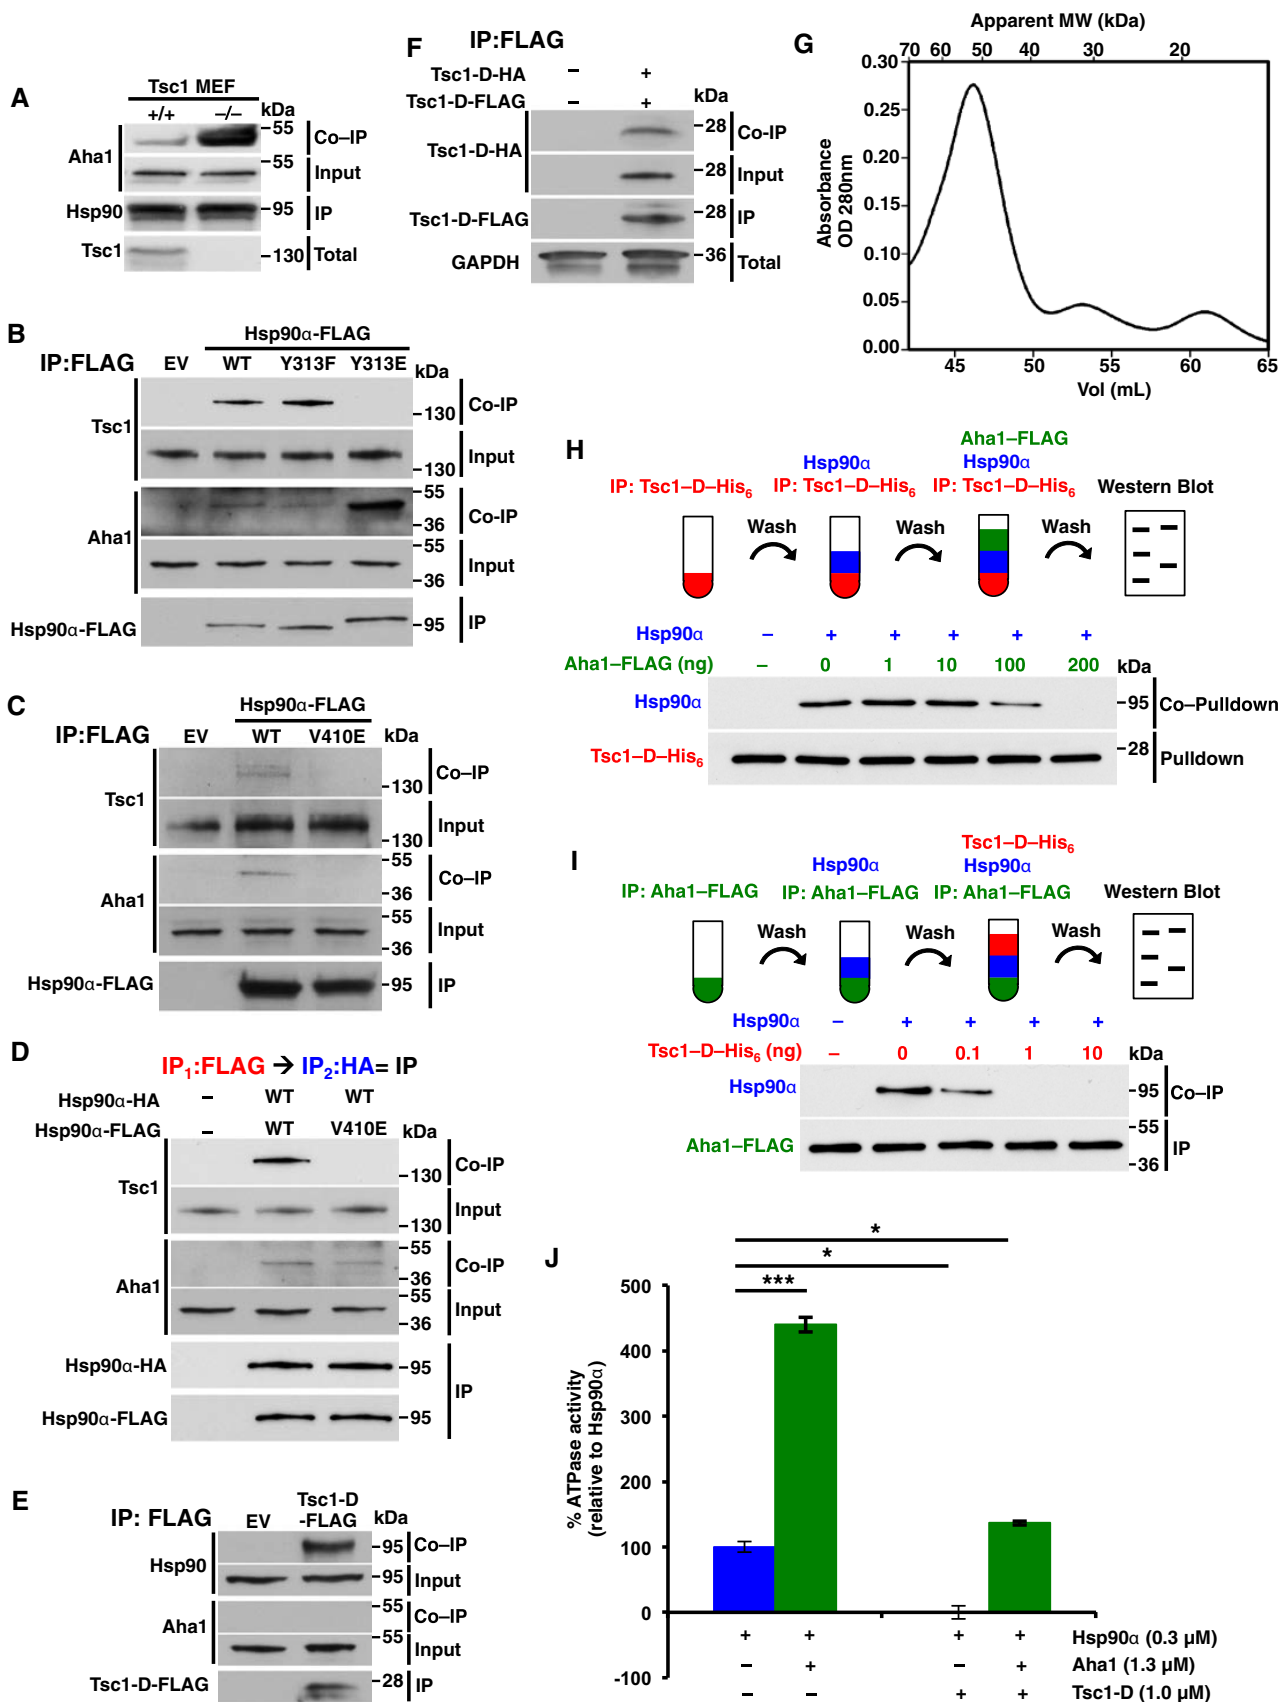 A
Tsc1 MEF
+/+ –/– kDa
Aha1
55
Co–IP
55
Input
Hsp90
95
IP
Tsc1
130
Total
B
Hsp90α-FLAG
IP:FLAG EV WT Y313F Y313E kDa
Tsc1
130
Co-IP
130
Input
Aha1
55
36
Co-IP
55
36
Input
Hsp90α-FLAG
95
IP
C
Hsp90α-FLAG
IP:FLAG EV WT V410E kDa
Tsc1
130
Co–IP
130
Input
Aha1
55
36
Co–IP
55
36
Input
Hsp90α-FLAG
95
IP
D
IP1:FLAG → IP2:HA= IP
Hsp90α-HA – WT WT
Hsp90α-FLAG – WT V410E kDa
Tsc1
130
Co-IP
130
Input
Aha1
55
36
Co-IP
55
36
Input
Hsp90α-HA
95
IP
Hsp90α-FLAG
95
E
IP: FLAG EV Tsc1-D
-FLAG
kDa
Hsp90
95
Co–IP
95
Input
Aha1
55
Co–IP
55
Input
Tsc1-D-FLAG
28
IP
F
IP:FLAG
Tsc1-D-HA – +
Tsc1-D-FLAG – + kDa
Tsc1-D-HA
28
Co-IP
28
Input
Tsc1-D-FLAG
28
IP
GAPDH
36
Total
G
Apparent MW (kDa)
70 60 50 40 30 20
Absorbance
OD 280nm
0.30
0.25
0.20
0.15
0.10
0.05
0.00
45 50 55 60 65
Vol (mL)
H
Aha1–FLAG
Hsp90α Hsp90α
IP: Tsc1–D–His6 IP: Tsc1–D–His6 IP: Tsc1–D–His6 Western Blot
Wash Wash Wash
Hsp90α – + + + + +
Aha1–FLAG (ng) – 0 1 10 100 200 kDa
Hsp90α
95
Co–Pulldown
Tsc1–D–His6
28
Pulldown
I
Tsc1–D–His6
Hsp90α Hsp90α
IP: Aha1–FLAG IP: Aha1–FLAG IP: Aha1–FLAG Western Blot
Wash Wash Wash
Hsp90α – + + + +
Tsc1–D–His6 (ng) – 0 0.1 1 10 kDa
Hsp90α
95
Co–IP
Aha1–FLAG
55
36
IP
J
*
*
***
% ATPase activity
(relative to Hsp90α)
500
400
300
200
100
0
-100
+ + + + Hsp90α (0.3 μM)
– + – + Aha1 (1.3 μM)
– – + + Tsc1-D (1.0 μM)